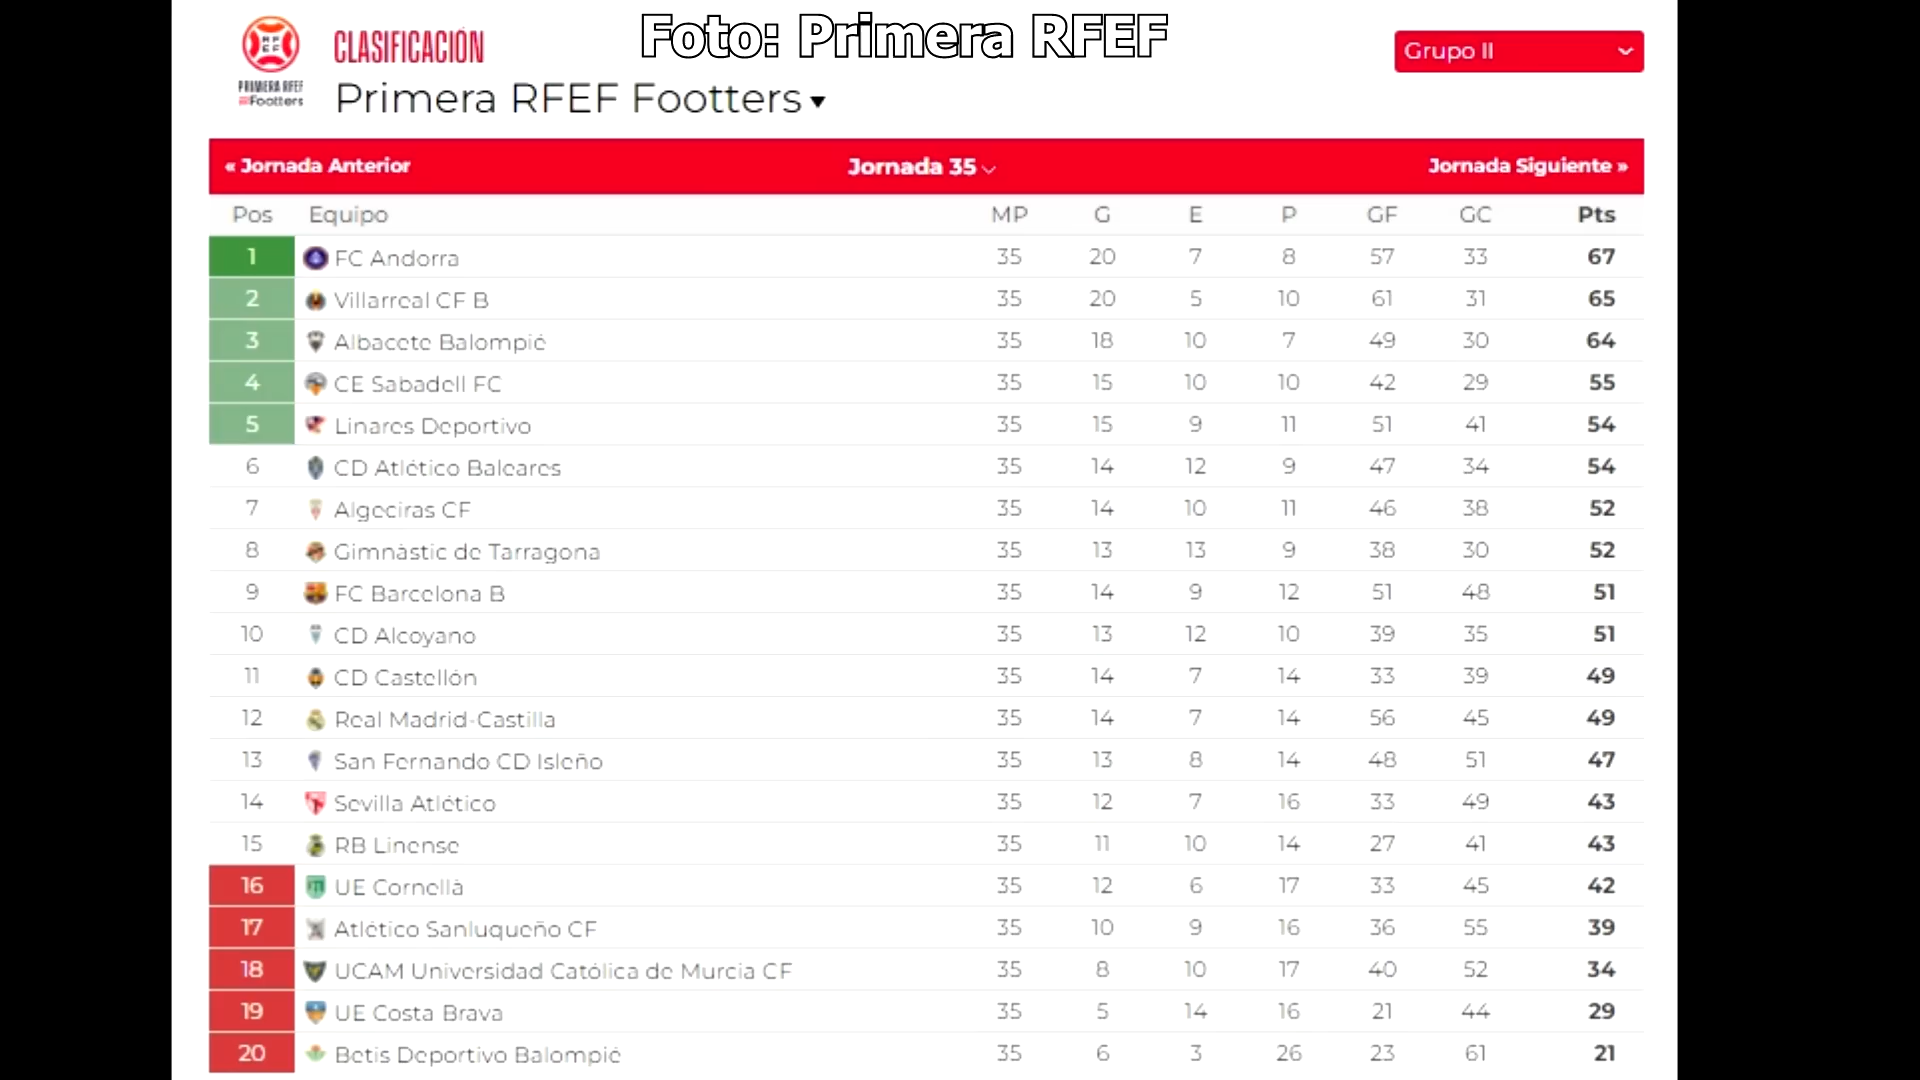 Foto: Primera RFEF
RF
EF
PRIMERA RFEF
Footters
CLASIFICACIÓN
Grupo II
Primera RFEF Footters
« Jornada Anterior Jornada 35 Jornada Siguiente »
Pos Equipo MP G E P GF GC Pts
1 FC Andorra 35 20 7 8 57 33 67
2 Villarreal CF B 35 20 5 10 61 31 65
3 Albacete Balompié 35 18 10 7 49 30 64
4 CE Sabadell FC 35 15 10 10 42 29 55
5 Linares Deportivo 35 15 9 11 51 41 54
6 CD Atlético Baleares 35 14 12 9 47 34 54
7 Algeciras CF 35 14 10 11 46 38 52
8 Gimnàstic de Tarragona 35 13 13 9 38 30 52
9 FC Barcelona B 35 14 9 12 51 48 51
10 CD Alcoyano 35 13 12 10 39 35 51
11 CD Castellón 35 14 7 14 33 39 49
12 Real Madrid-Castilla 35 14 7 14 56 45 49
13 San Fernando CD Isleño 35 13 8 14 48 51 47
14 Sevilla Atlético 35 12 7 16 33 49 43
15 RB Linense 35 11 10 14 27 41 43
16 UE Cornellà 35 12 6 17 33 45 42
17 Atlético Sanluqueño CF 35 10 9 16 36 55 39
18 UCAM Universidad Católica de Murcia CF 35 8 10 17 40 52 34
19 UE Costa Brava 35 5 14 16 21 44 29
20 Betis Deportivo Balompié 35 6 3 26 23 61 21